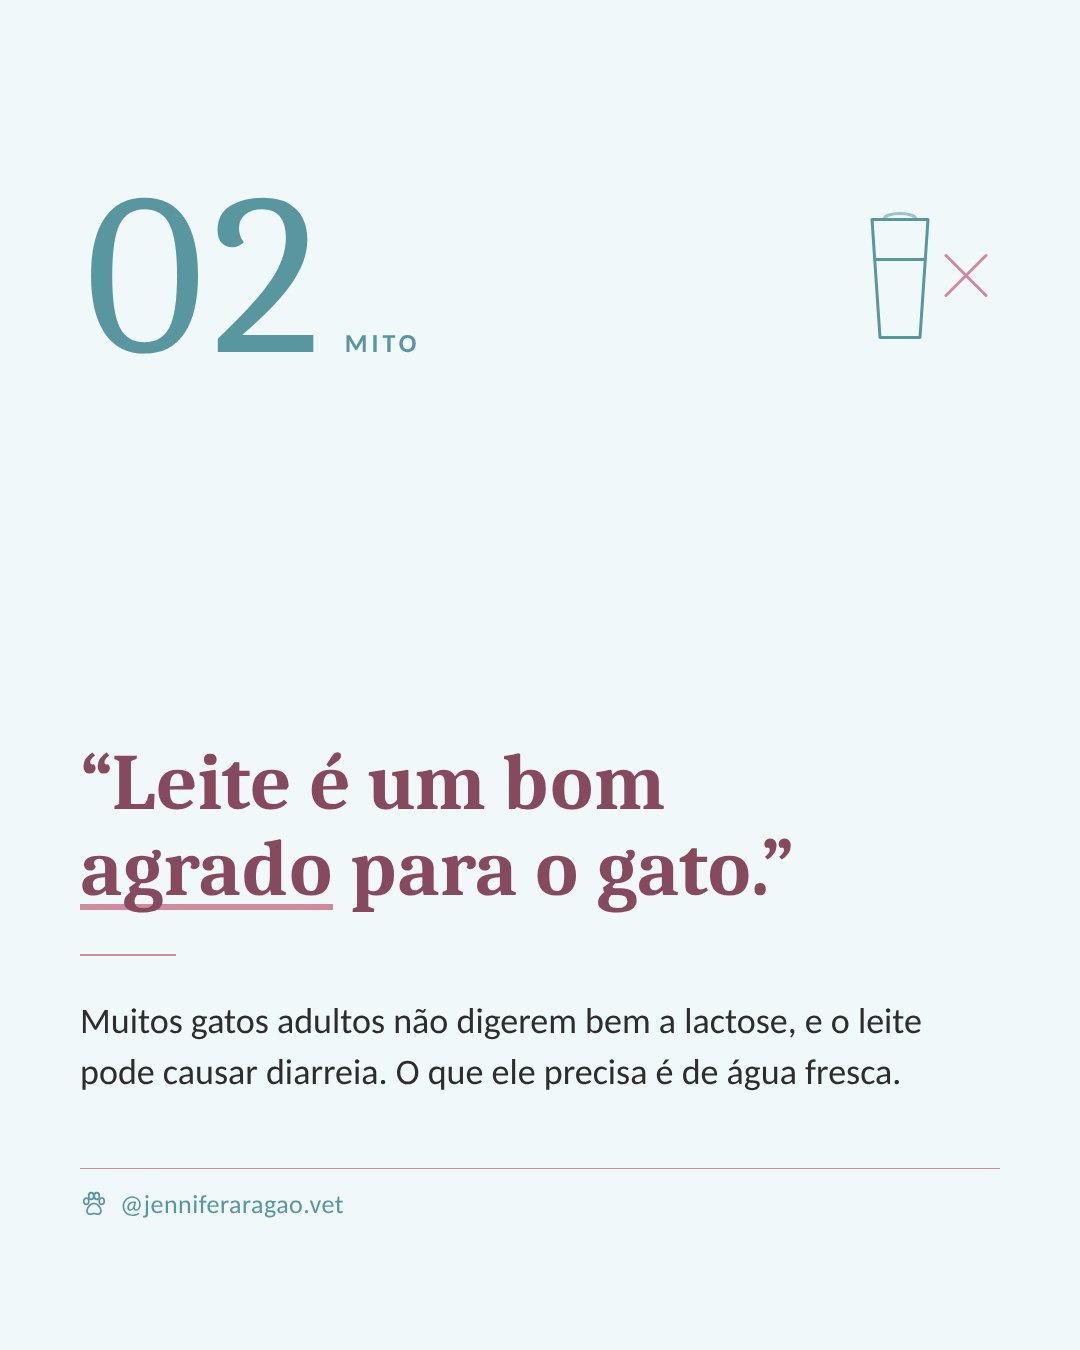 02 MITO
“Leite é um bom
agrado para o gato.”
Muitos gatos adultos não digerem bem a lactose, e o leite
pode causar diarreia. O que ele precisa é de água fresca.
@jenniferaragao.vet